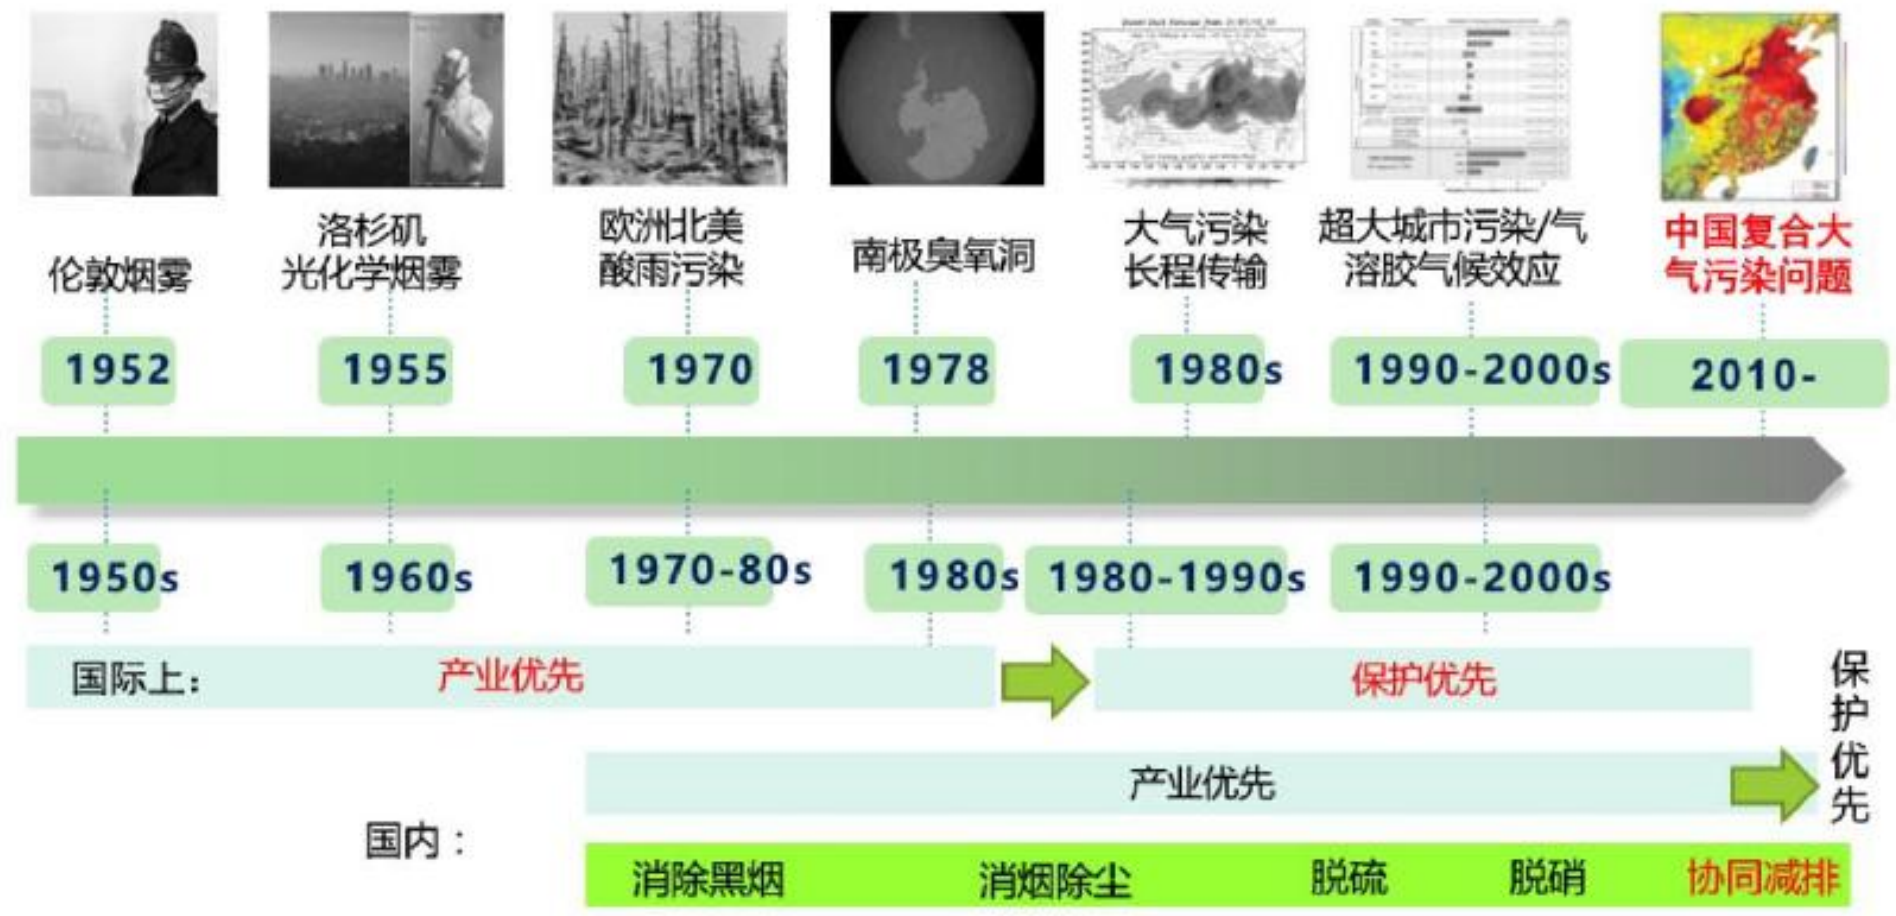 伦敦烟雾
洛杉矶
光化学烟雾
欧洲北美
酸雨污染
南极臭氧洞
大气污染
长程传输
超大城市污染/气
溶胶气候效应
中国复合大
气污染问题
1952
1955
1970
1978
1980s
1990-2000s
2010-
1950s
1960s
1970-80s
1980s
1980-1990s
1990-2000s
国际上：
产业优先
保护优先
保护优先
产业优先
国内：
消除黑烟
消烟除尘
脱硫
脱硝
协同减排